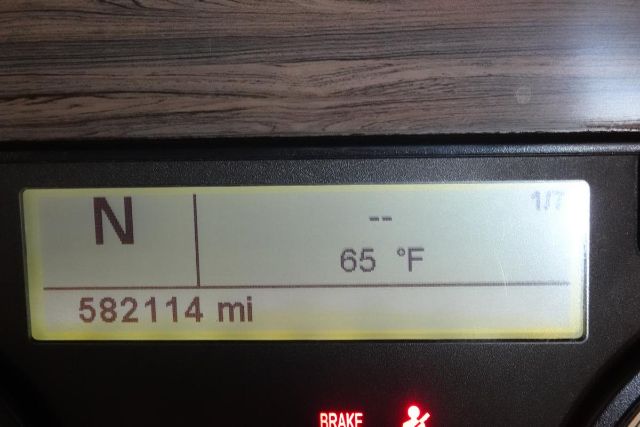 N
--
1/7
65 °F
582114 mi
BRAKE